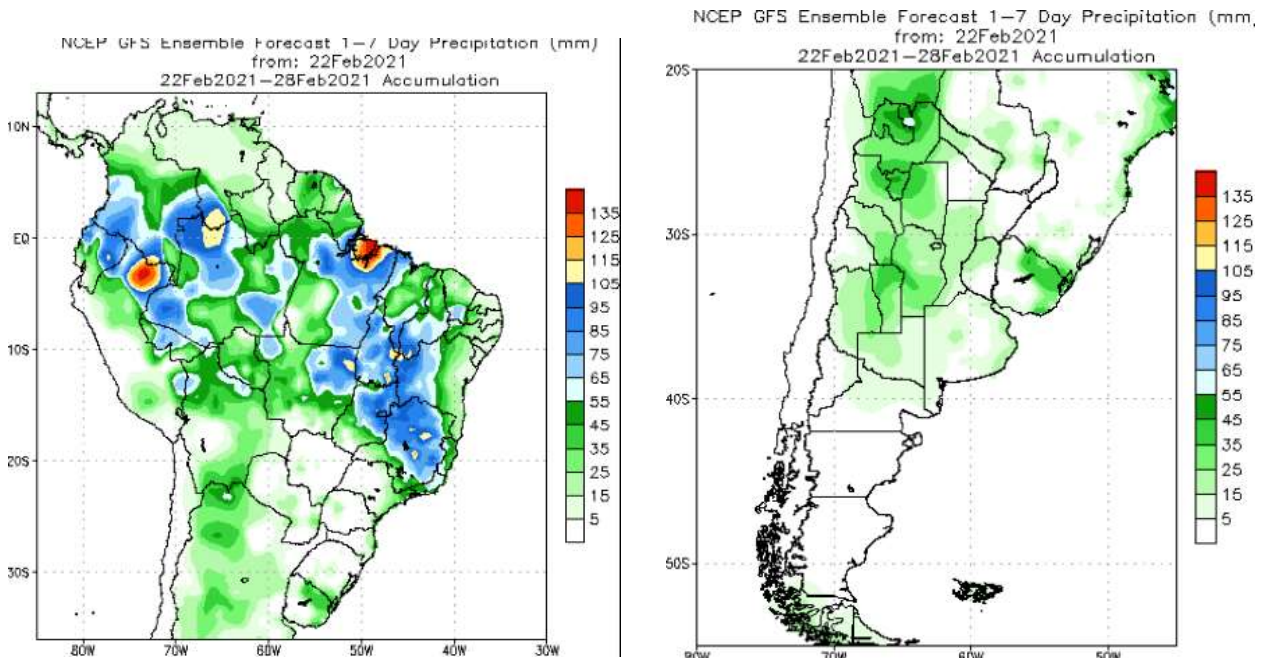 NCEP GFS Ensemble Forecast 1–7 Day Precipitation (mm)
from: 22Feb2021
22Feb2021–28Feb2021 Accumulation
10N
EQ
10S
20S
30S
80W 70W 60W 50W 40W 30W
135
125
115
105
95
85
75
65
55
45
35
25
15
5
NCEP GFS Ensemble Forecast 1–7 Day Precipitation (mm
from: 22Feb2021
22Feb2021–28Feb2021 Accumulation
20S
30S
40S
50S
80W 70W 60W 50W
135
125
115
105
95
85
75
65
55
45
35
25
15
5